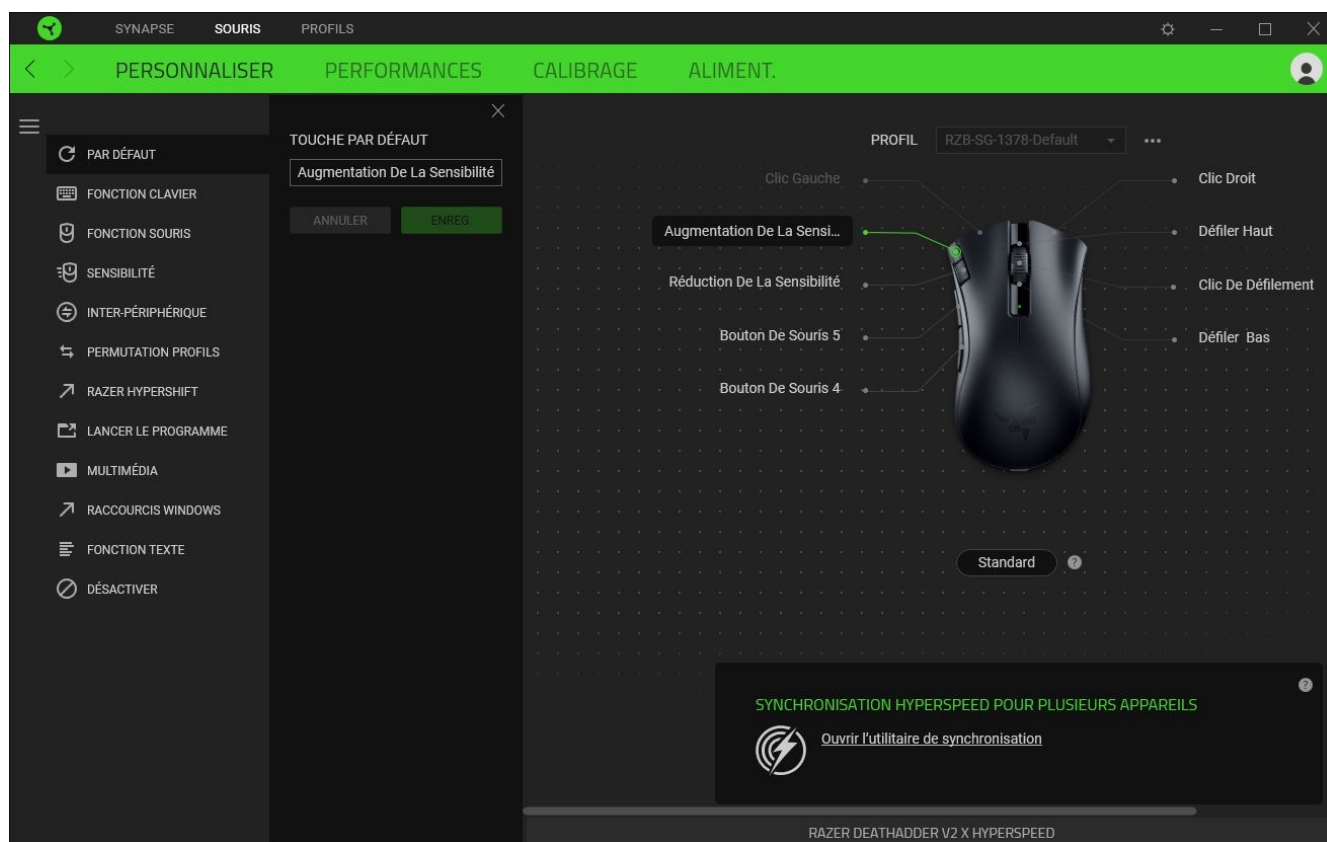 SYNAPSE SOURIS PROFILS
PERSONNALISER PERFORMANCES CALIBRAGE ALIMENT.
PAR DÉFAUT
FONCTION CLAVIER
FONCTION SOURIS
SENSIBILITÉ
INTER-PÉRIPHÉRIQUE
PERMUTATION PROFILS
RAZER HYPERSHIFT
LANCER LE PROGRAMME
MULTIMÉDIA
RACCOURCIS WINDOWS
FONCTION TEXTE
DÉSACTIVER
TOUCHE PAR DÉFAUT
Augmentation De La Sensibilité
ANNULER ENREG.
PROFIL RZB-SG-1378-Default
Clic Gauche
Augmentation De La Sensi...
Réduction De La Sensibilité
Bouton De Souris 5
Bouton De Souris 4
Clic Droit
Défiler Haut
Clic De Défilement
Défiler Bas
Standard ?
?
SYNCHRONISATION HYPERSPEED POUR PLUSIEURS APPAREILS
Ouvrir l'utilitaire de synchronisation
RAZER DEATHADDER V2 X HYPERSPEED